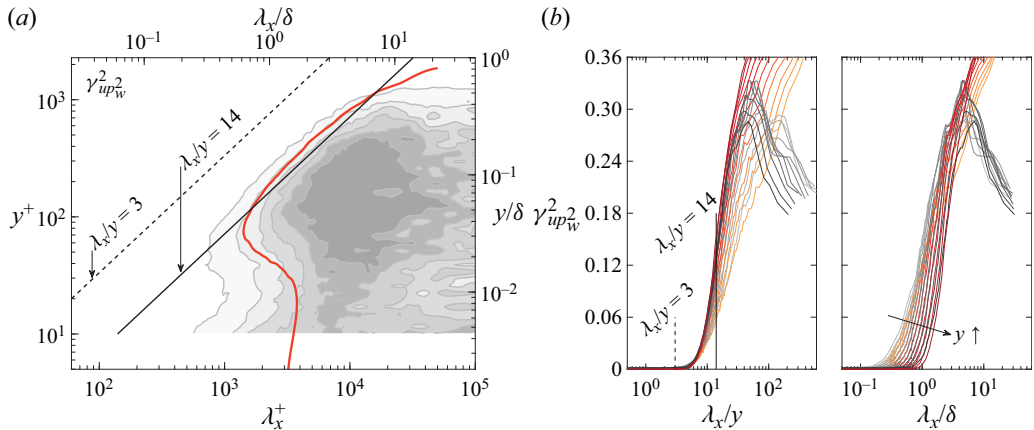 (a)
λx/δ
10⁻¹ 10⁰ 10¹
γ²up²w
λx/y = 3
λx/y = 14
y⁺
10³
10²
10¹
10² 10³ 10⁴ 10⁵
λx⁺
10⁰
10⁻¹
y/δ
10⁻²
(b)
γ²up²w
0.36
0.30
0.24
0.18
0.12
0.06
0
λx/y = 14
λx/y = 3
10⁰ 10¹ 10²
λx/y
y ↑
10⁻¹ 10⁰ 10¹
λx/δ